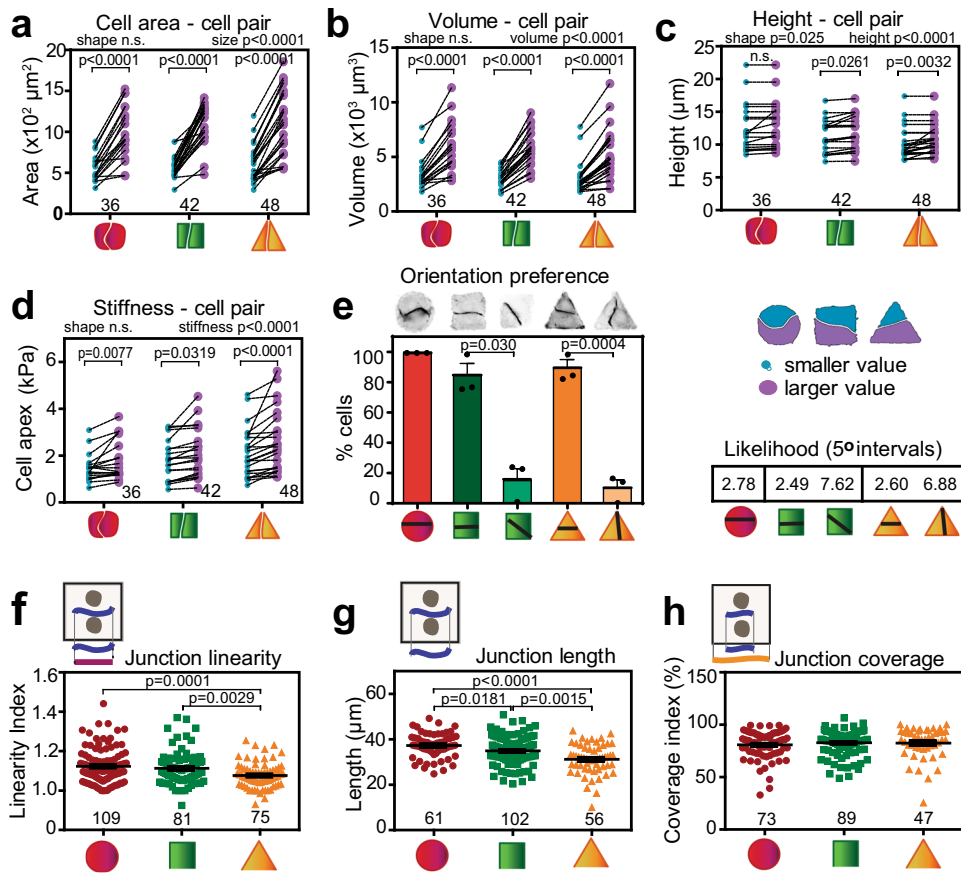 a
Cell area - cell pair
shape n.s.
size p<0.0001
p<0.0001
p<0.0001
p<0.0001
Area (x10² µm²)
20
15
10
5
0
36
42
48
b
Volume - cell pair
shape n.s.
volume p<0.0001
p<0.0001
p<0.0001
p<0.0001
Volume (x10³ µm³)
15
10
5
0
36
42
48
c
Height - cell pair
shape p=0.025
height p<0.0001
n.s.
p=0.0261
p=0.0032
Height (µm)
25
20
15
10
5
0
36
42
48
d
Stiffness - cell pair
shape n.s.
stiffness p<0.0001
p=0.0077
p=0.0319
p<0.0001
Cell apex (kPa)
6
4
2
0
36
42
48
e
Orientation preference
p=0.030
p=0.0004
% cells
100
80
60
40
20
0
smaller value
larger value
Likelihood (5º intervals)
2.78
2.49
7.62
2.60
6.88
f
Junction linearity
p=0.0001
p=0.0029
Linearity Index
1.6
1.4
1.2
1.0
0
109
81
75
g
Junction length
p<0.0001
p=0.0181
p=0.0015
Length (µm)
60
40
20
0
61
102
56
h
Junction coverage
Coverage index (%)
150
100
50
0
73
89
47